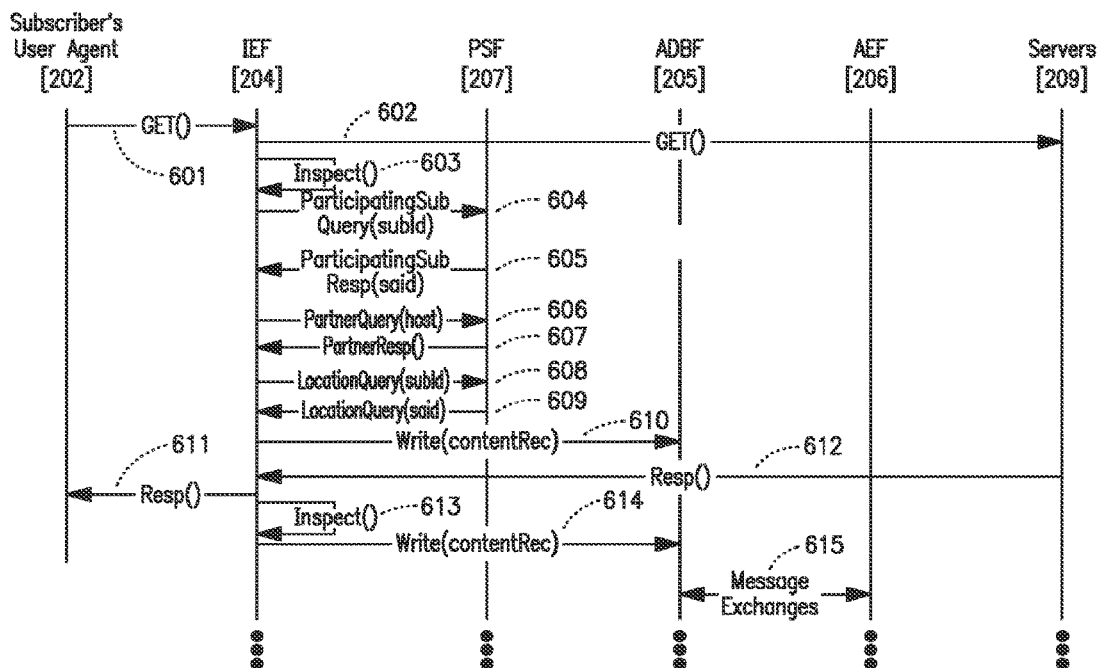 Subscriber's
User Agent IEF PSF ADBF AEF Servers
[202] [204] [207] [205] [206] [209]
GET() 602
601 GET()
Inspect() 603
ParticipatingSub 604
Query(subId)
ParticipatingSub 605
Resp(said)
PartnerQuery(host) 606
PartnerResp() 607
LocationQuery(subId) 608
LocationQuery(said) 609
Write(contentRec) 610
611 Resp() 612
Resp()
Inspect() 613 614
Write(contentRec)
615
Message
Exchanges